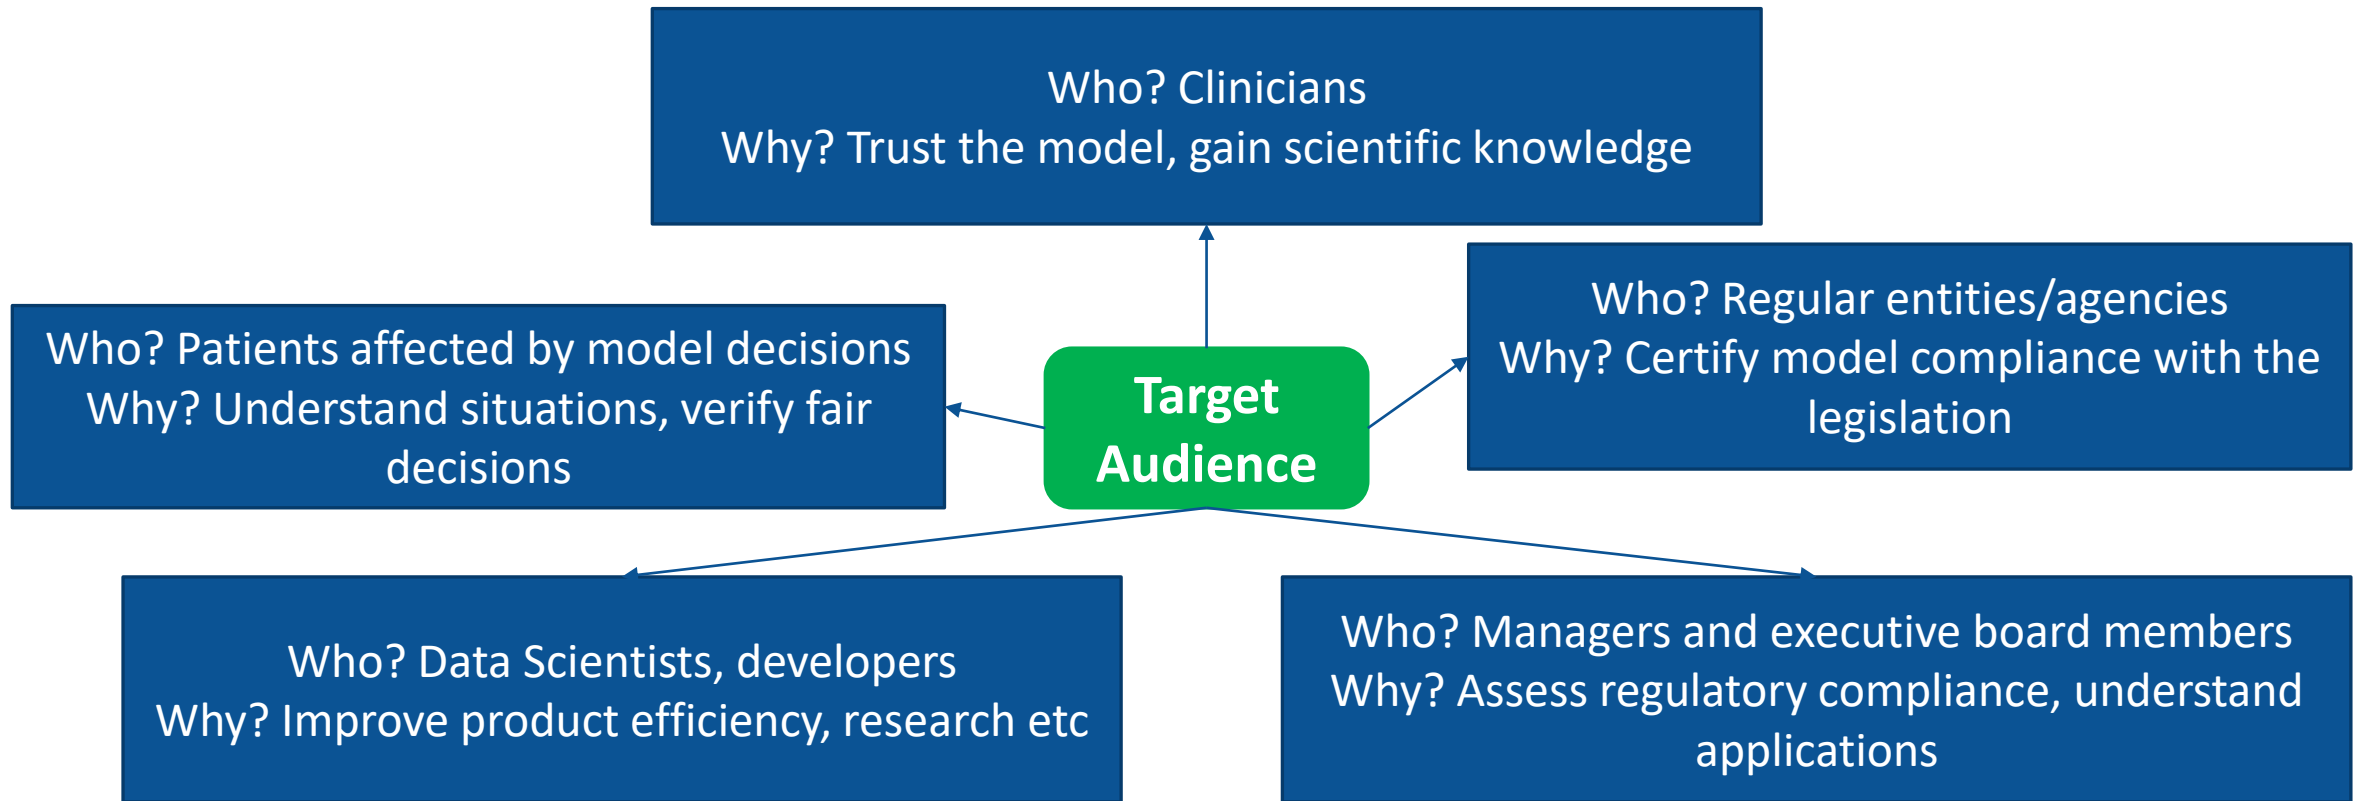 Who? Clinicians
Why? Trust the model, gain scientific knowledge
Who? Regular entities/agencies
Why? Certify model compliance with the
legislation
Who? Patients affected by model decisions
Why? Understand situations, verify fair
decisions
Target
Audience
Who? Data Scientists, developers
Why? Improve product efficiency, research etc
Who? Managers and executive board members
Why? Assess regulatory compliance, understand
applications